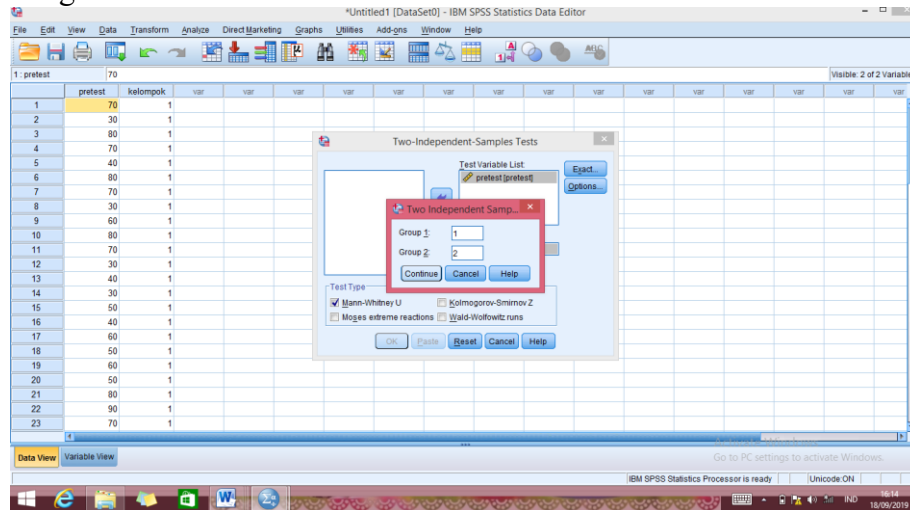 *Untitled1 [DataSet0] - IBM SPSS Statistics Data Editor
File Edit View Data Transform Analyze Direct Marketing Graphs Utilities Add-ons Window Help
1 : pretest 70 Visible: 2 of 2 Variable
pretest kelompok var var var var var var var var var var var var var var
1 70 1
2 30 1
3 80 1
4 70 1
5 40 1
6 80 1
7 70 1
8 30 1
9 60 1
10 80 1
11 70 1
12 30 1
13 40 1
14 30 1
15 50 1
16 40 1
17 60 1
18 50 1
19 60 1
20 50 1
21 80 1
22 90 1
23 70 1
Two-Independent-Samples Tests
Test Variable List:
pretest [pretest]
Exact...
Options...
Two Independent Samp...
Group 1: 1
Group 2: 2
Continue Cancel Help
Test Type
Mann-Whitney U Kolmogorov-Smirnov Z
Moses extreme reactions Wald-Wolfowitz runs
OK Paste Reset Cancel Help
Data View Variable View
Go to PC settings to activate Windows.
IBM SPSS Statistics Processor is ready Unicode:ON
IND 16:14
18/09/2019